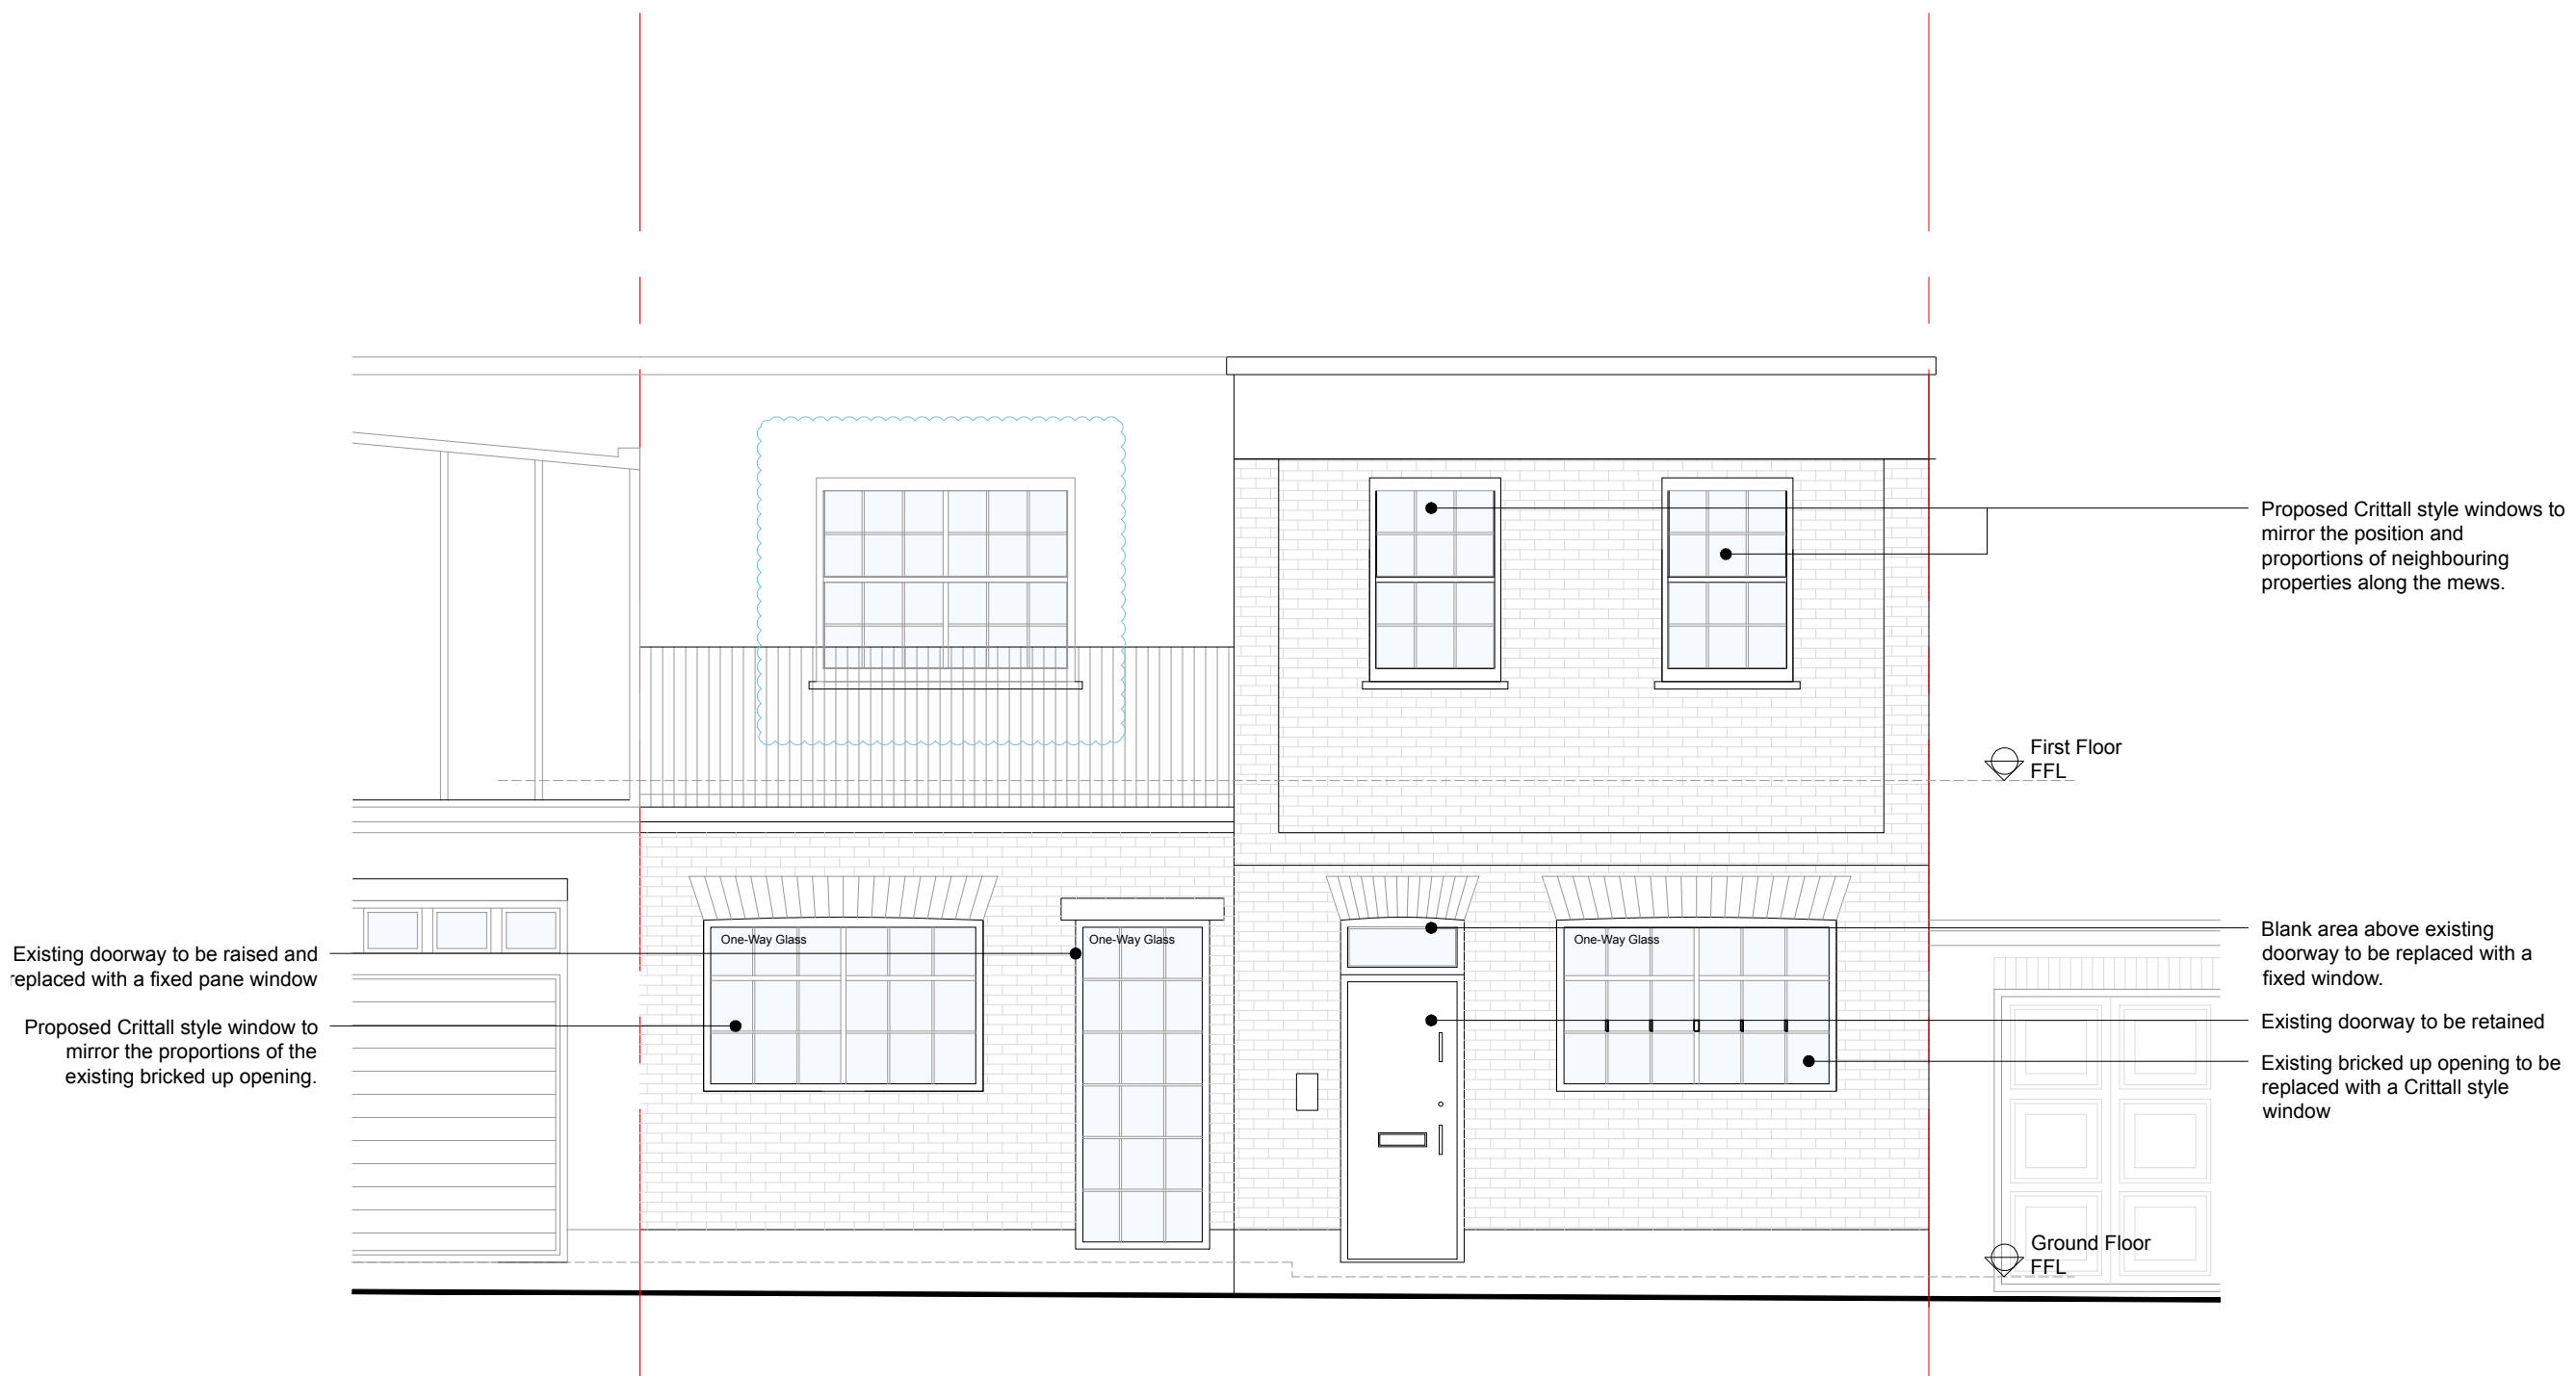 Proposed Crittall style windows to
mirror the position and
proportions of neighbouring
properties along the mews.
First Floor
FFL
One-Way Glass
One-Way Glass
One-Way Glass
Existing doorway to be raised and
replaced with a fixed pane window
Proposed Crittall style window to
mirror the proportions of the
existing bricked up opening.
Blank area above existing
doorway to be replaced with a
fixed window.
Existing doorway to be retained
Existing bricked up opening to be
replaced with a Crittall style
window
Ground Floor
FFL